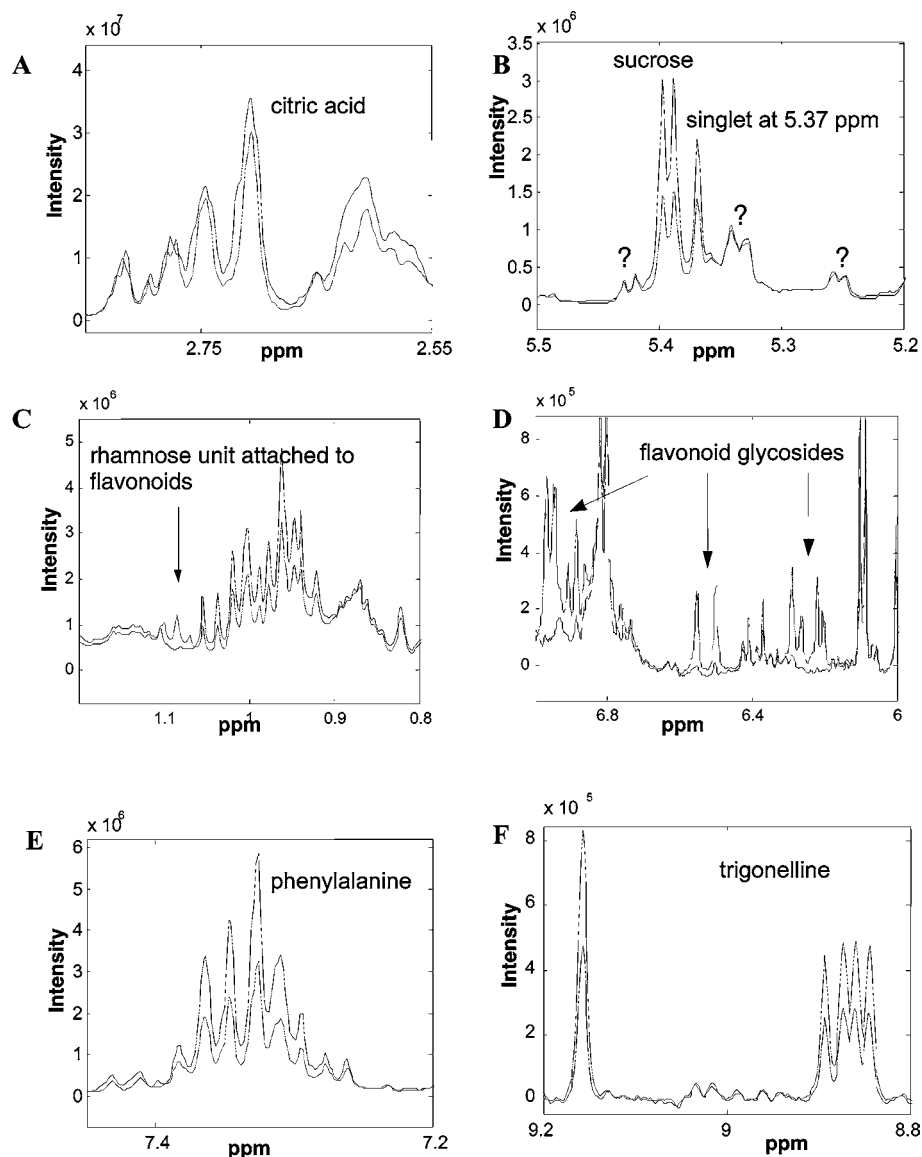 A
x 10^7
4
3
2
1
0
Intensity
citric acid
2.75
2.55
ppm
B
x 10^6
3.5
3
2.5
2
1.5
1
0.5
0
Intensity
sucrose
singlet at 5.37 ppm
?
?
?
5.5
5.4
5.3
5.2
ppm
C
x 10^6
5
4
3
2
1
0
Intensity
rhamnose unit attached to
flavonoids
1.1
1
0.9
0.8
ppm
D
x 10^5
8
6
4
2
0
Intensity
flavonoid glycosides
6.8
6.4
6
ppm
E
x 10^6
6
5
4
3
2
1
0
Intensity
phenylalanine
7.4
7.2
ppm
F
x 10^5
8
6
4
2
0
Intensity
trigonelline
9.2
9
8.8
ppm